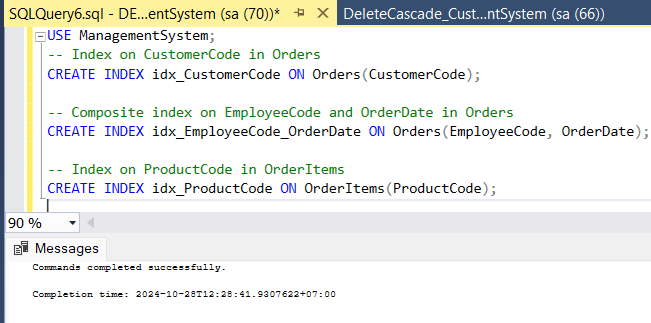 SQLQuery6.sql - DE...entSystem (sa (70))* DeleteCascade_Cust...ntSystem (sa (66))
USE ManagementSystem;
-- Index on CustomerCode in Orders
CREATE INDEX idx_CustomerCode ON Orders(CustomerCode);
-- Composite index on EmployeeCode and OrderDate in Orders
CREATE INDEX idx_EmployeeCode_OrderDate ON Orders(EmployeeCode, OrderDate);
-- Index on ProductCode in OrderItems
CREATE INDEX idx_ProductCode ON OrderItems(ProductCode);
90 %
Messages
Commands completed successfully.
Completion time: 2024-10-28T12:28:41.9307622+07:00